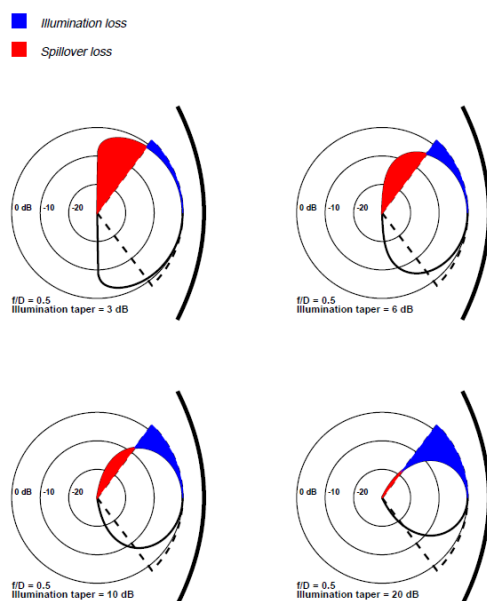 Illumination loss
Spillover loss
0 dB -10 -20
f/D = 0.5
Illumination taper = 3 dB
0 dB -10 -20
f/D = 0.5
Illumination taper = 6 dB
0 dB -10 -20
f/D = 0.5
Illumination taper = 10 dB
0 dB -10 -20
f/D = 0.5
Illumination taper = 20 dB